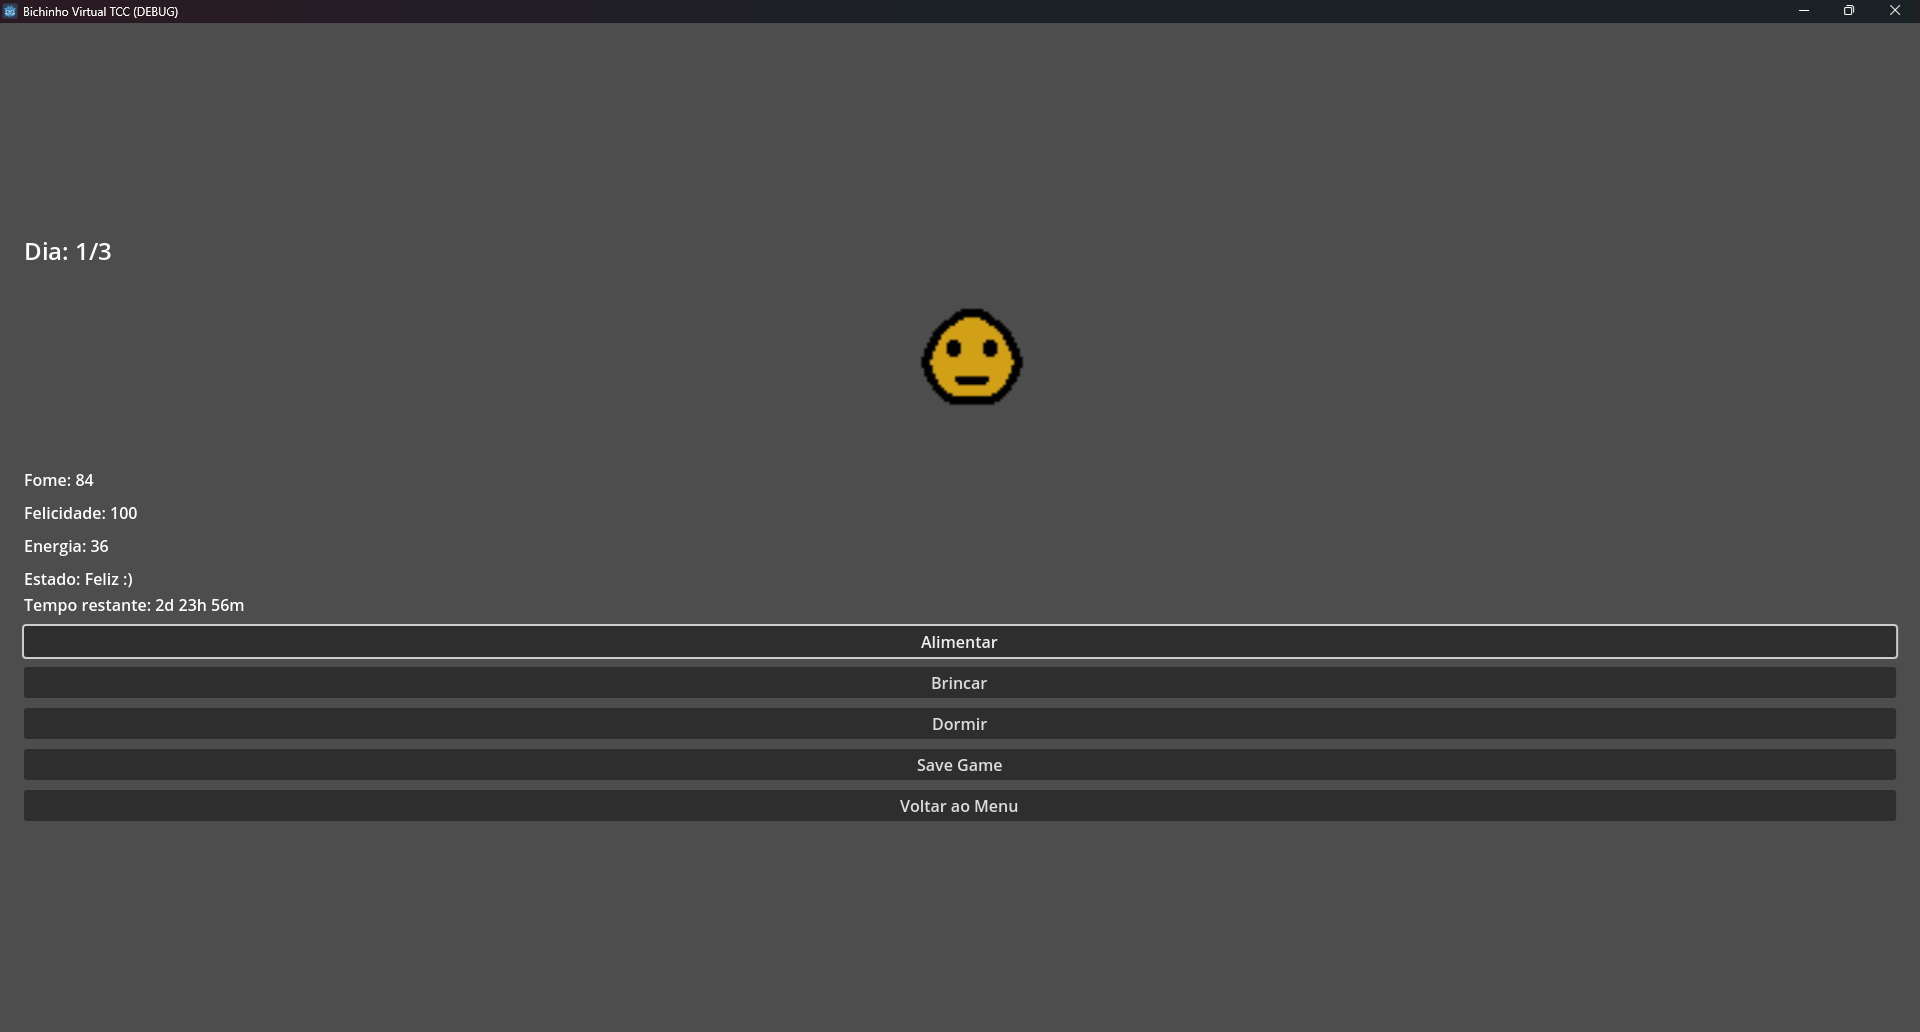 Bichinho Virtual TCC (DEBUG)
Dia: 1/3
Fome: 84
Felicidade: 100
Energia: 36
Estado: Feliz :)
Tempo restante: 2d 23h 56m
Alimentar
Brincar
Dormir
Save Game
Voltar ao Menu